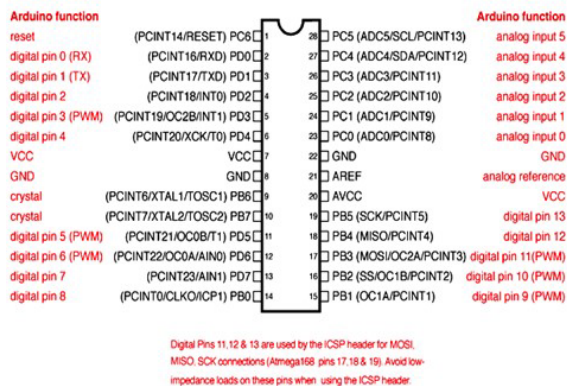 Arduino function Arduino function
reset (PCINT14/RESET) PC6 1 28 PC5 (ADC5/SCL/PCINT13) analog input 5
digital pin 0 (RX) (PCINT16/RXD) PD0 2 27 PC4 (ADC4/SDA/PCINT12) analog input 4
digital pin 1 (TX) (PCINT17/TXD) PD1 3 26 PC3 (ADC3/PCINT11) analog input 3
digital pin 2 (PCINT18/INT0) PD2 4 25 PC2 (ADC2/PCINT10) analog input 2
digital pin 3 (PWM) (PCINT19/OC2B/INT1) PD3 5 24 PC1 (ADC1/PCINT9) analog input 1
digital pin 4 (PCINT20/XCK/T0) PD4 6 23 PC0 (ADC0/PCINT8) analog input 0
VCC VCC 7 22 GND GND
GND GND 8 21 AREF analog reference
crystal (PCINT6/XTAL1/TOSC1) PB6 9 20 AVCC VCC
crystal (PCINT7/XTAL2/TOSC2) PB7 10 19 PB5 (SCK/PCINT5) digital pin 13
digital pin 5 (PWM) (PCINT21/OC0B/T1) PD5 11 18 PB4 (MISO/PCINT4) digital pin 12
digital pin 6 (PWM) (PCINT22/OC0A/AIN0) PD6 12 17 PB3 (MOSI/OC2A/PCINT3) digital pin 11(PWM)
digital pin 7 (PCINT23/AIN1) PD7 13 16 PB2 (SS/OC1B/PCINT2) digital pin 10 (PWM)
digital pin 8 (PCINT0/CLKO/ICP1) PB0 14 15 PB1 (OC1A/PCINT1) digital pin 9 (PWM)
Digital Pins 11,12 & 13 are used by the ICSP header for MOSI,
MISO, SCK connections (Atmega168 pins 17,18 & 19). Avoid low-
impedance loads on these pins when using the ICSP header.